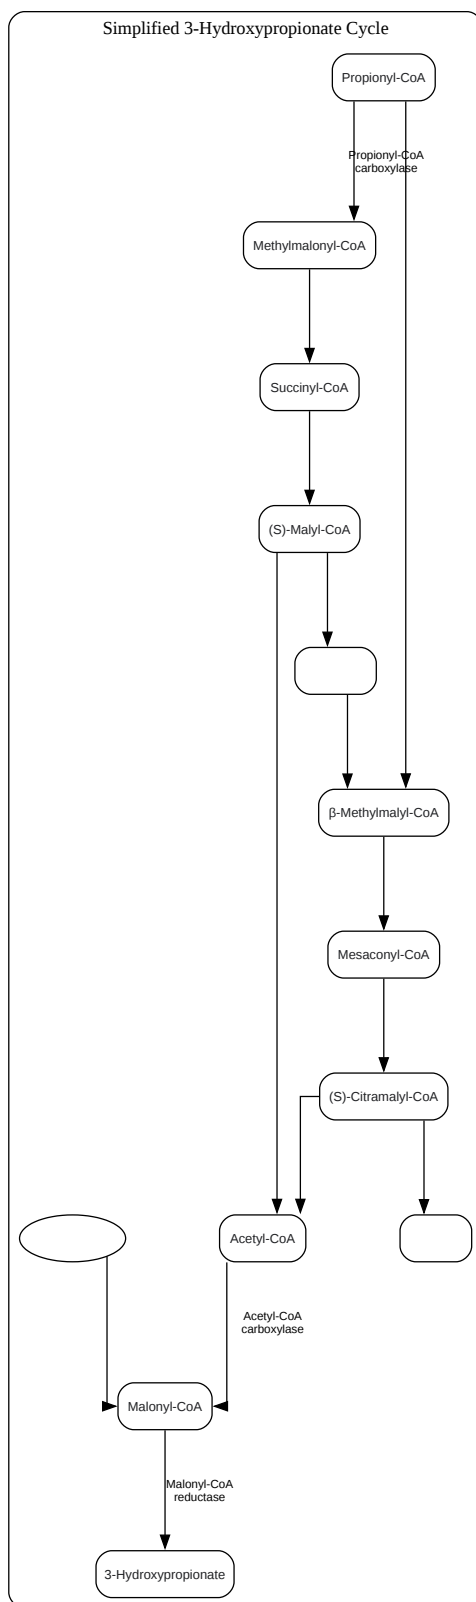 Simplified 3-Hydroxypropionate Cycle
Propionyl-CoA
Propionyl-CoA
carboxylase
Methylmalonyl-CoA
Succinyl-CoA
(S)-Malyl-CoA
β-Methylmalyl-CoA
Mesaconyl-CoA
(S)-Citramalyl-CoA
Acetyl-CoA
Acetyl-CoA
carboxylase
Malonyl-CoA
Malonyl-CoA
reductase
3-Hydroxypropionate